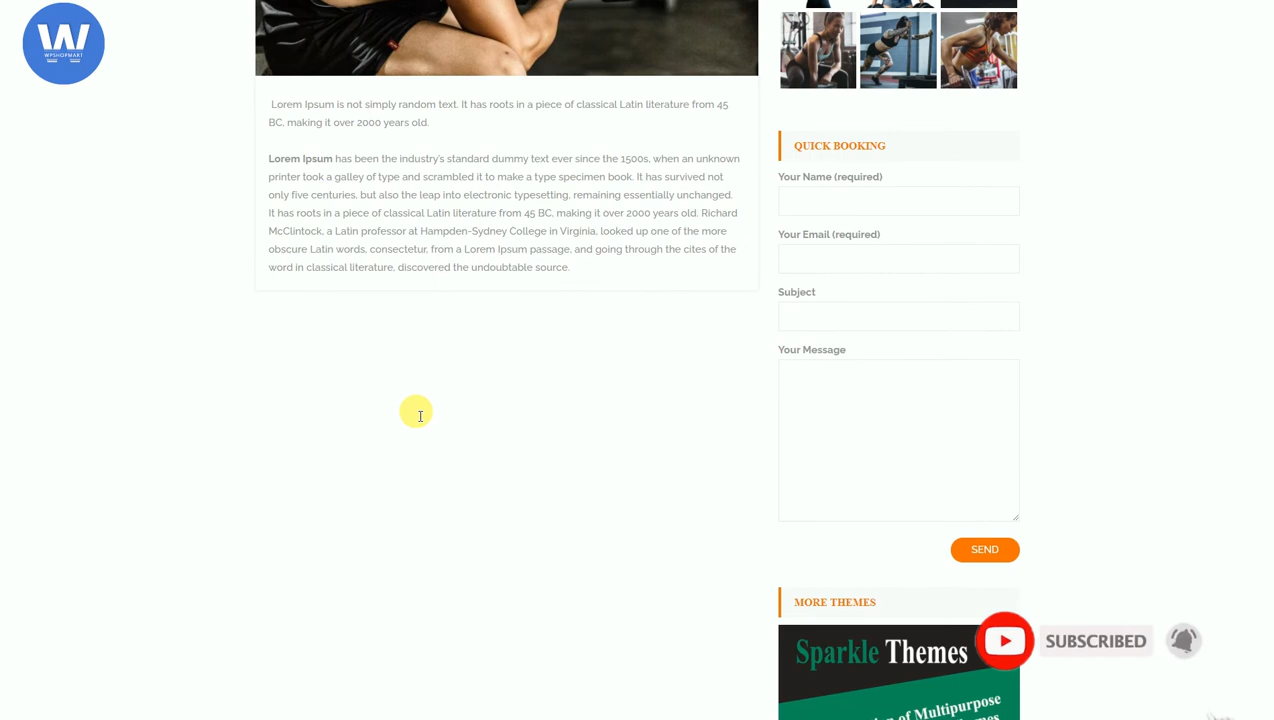 W
WPSHOPMART
Lorem Ipsum is not simply random text. It has roots in a piece of classical Latin literature from 45
BC, making it over 2000 years old.
Lorem Ipsum has been the industry's standard dummy text ever since the 1500s, when an unknown
printer took a galley of type and scrambled it to make a type specimen book. It has survived not
only five centuries, but also the leap into electronic typesetting, remaining essentially unchanged.
It has roots in a piece of classical Latin literature from 45 BC, making it over 2000 years old. Richard
McClintock, a Latin professor at Hampden-Sydney College in Virginia, looked up one of the more
obscure Latin words, consectetur, from a Lorem Ipsum passage, and going through the cites of the
word in classical literature, discovered the undoubtable source.
QUICK BOOKING
Your Name (required)
Your Email (required)
Subject
Your Message
SEND
MORE THEMES
Sparkle Themes
of Multipurpose
SUBSCRIBED